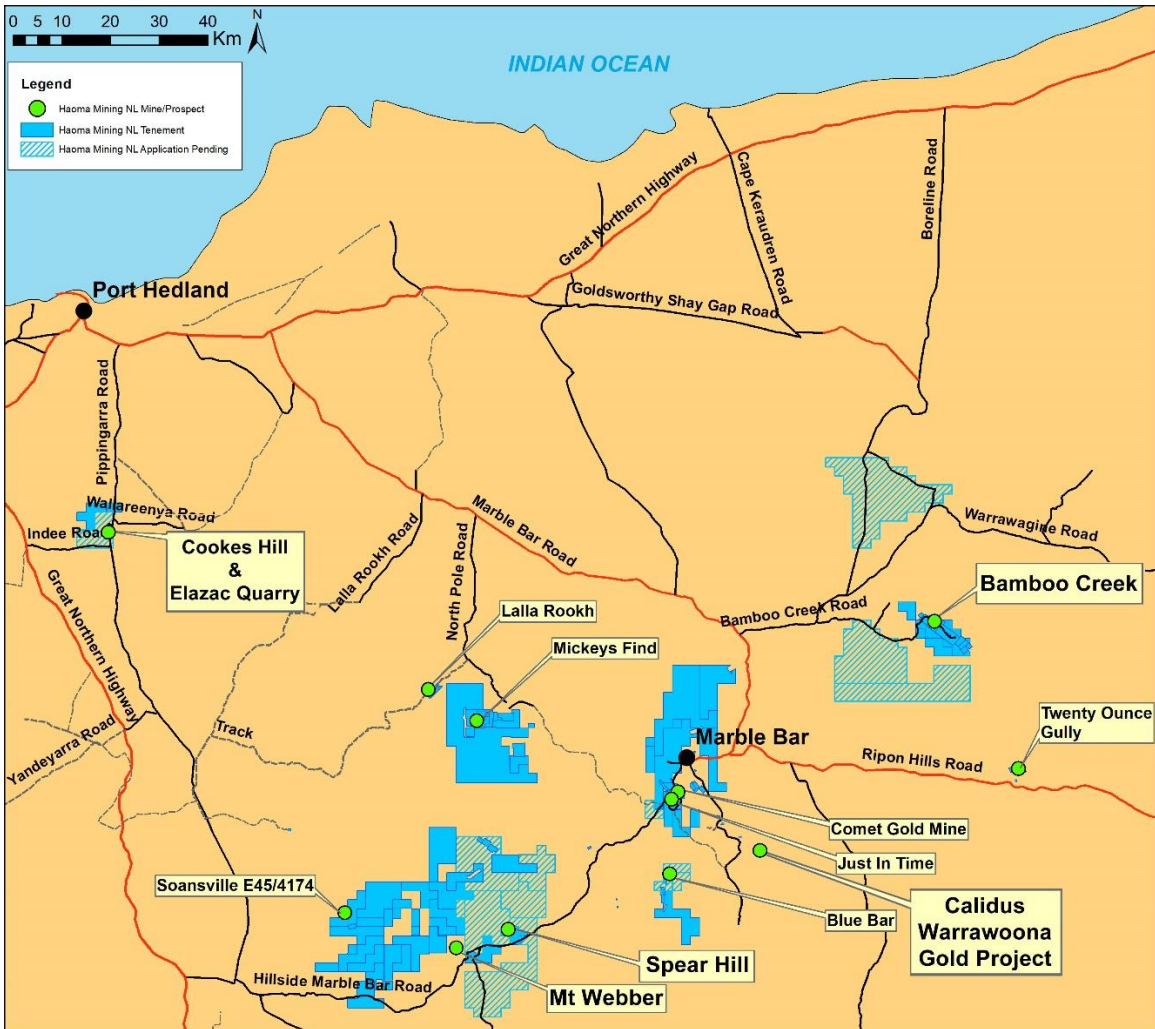 0 5 10 20 30 40
Km
N
INDIAN OCEAN
Legend
Haoma Mining NL Mine/Prospect
Haoma Mining NL Tenement
Haoma Mining NL Application Pending
Great Northern Highway
Cape Keraudren Road
Boreline Road
Port Hedland
Goldsworthy Shay Gap Road
Pippingarra Road
Wallareenya Road
Indee Road
Cookes Hill
&
Elazac Quarry
Marble Bar Road
Lalla Rookh Road
North Pole Road
Warrawagine Road
Bamboo Creek
Bamboo Creek Road
Lalla Rookh
Mickeys Find
Great Northern Highway
Yandeyarra Road
Track
Marble Bar
Twenty Ounce
Gully
Ripon Hills Road
Comet Gold Mine
Just In Time
Soansville E45/4174
Blue Bar
Calidus
Warrawoona
Gold Project
Spear Hill
Mt Webber
Hillside Marble Bar Road